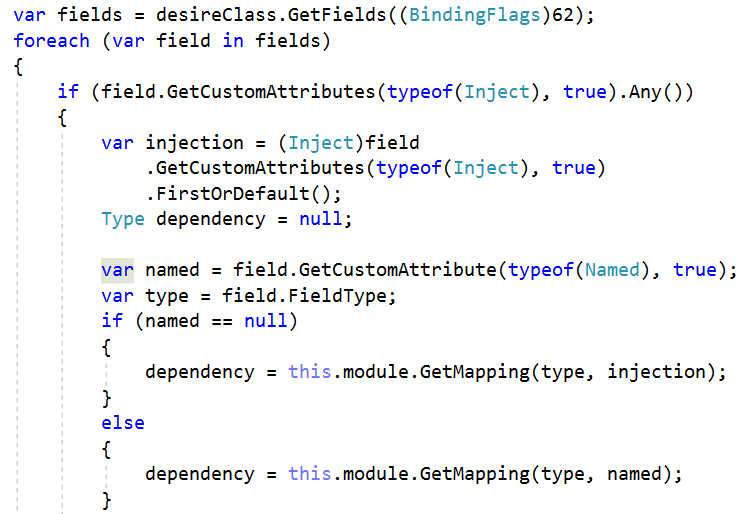 var fields = desireClass.GetFields((BindingFlags)62);
foreach (var field in fields)
{
    if (field.GetCustomAttributes(typeof(Inject), true).Any())
    {
        var injection = (Inject)field
            .GetCustomAttributes(typeof(Inject), true)
            .FirstOrDefault();
        Type dependency = null;

        var named = field.GetCustomAttribute(typeof(Named), true);
        var type = field.FieldType;
        if (named == null)
        {
            dependency = this.module.GetMapping(type, injection);
        }
        else
        {
            dependency = this.module.GetMapping(type, named);
        }